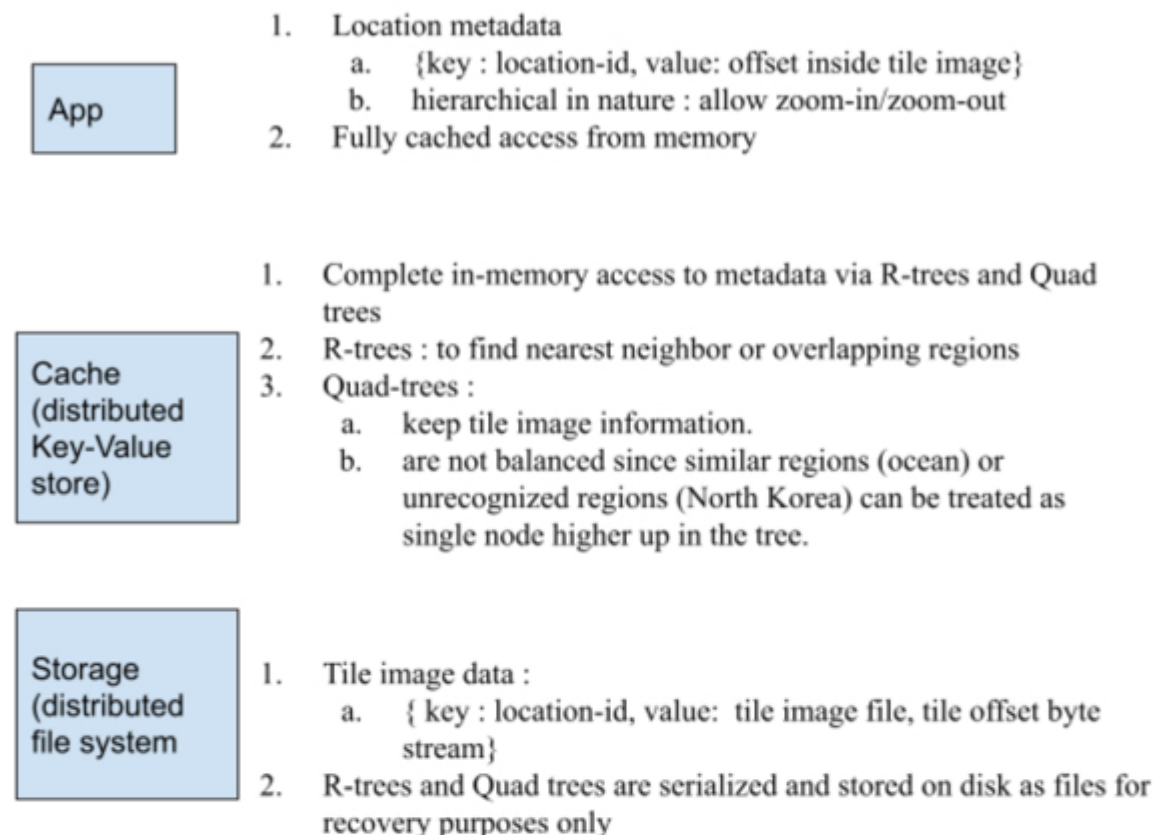 App
1. Location metadata
a. {key : location-id, value: offset inside tile image}
b. hierarchical in nature : allow zoom-in/zoom-out
2. Fully cached access from memory
Cache
(distributed
Key-Value
store)
1. Complete in-memory access to metadata via R-trees and Quad
trees
2. R-trees : to find nearest neighbor or overlapping regions
3. Quad-trees :
a. keep tile image information.
b. are not balanced since similar regions (ocean) or
unrecognized regions (North Korea) can be treated as
single node higher up in the tree.
Storage
(distributed
file system
1. Tile image data :
a. { key : location-id, value: tile image file, tile offset byte
stream}
2. R-trees and Quad trees are serialized and stored on disk as files for
recovery purposes only